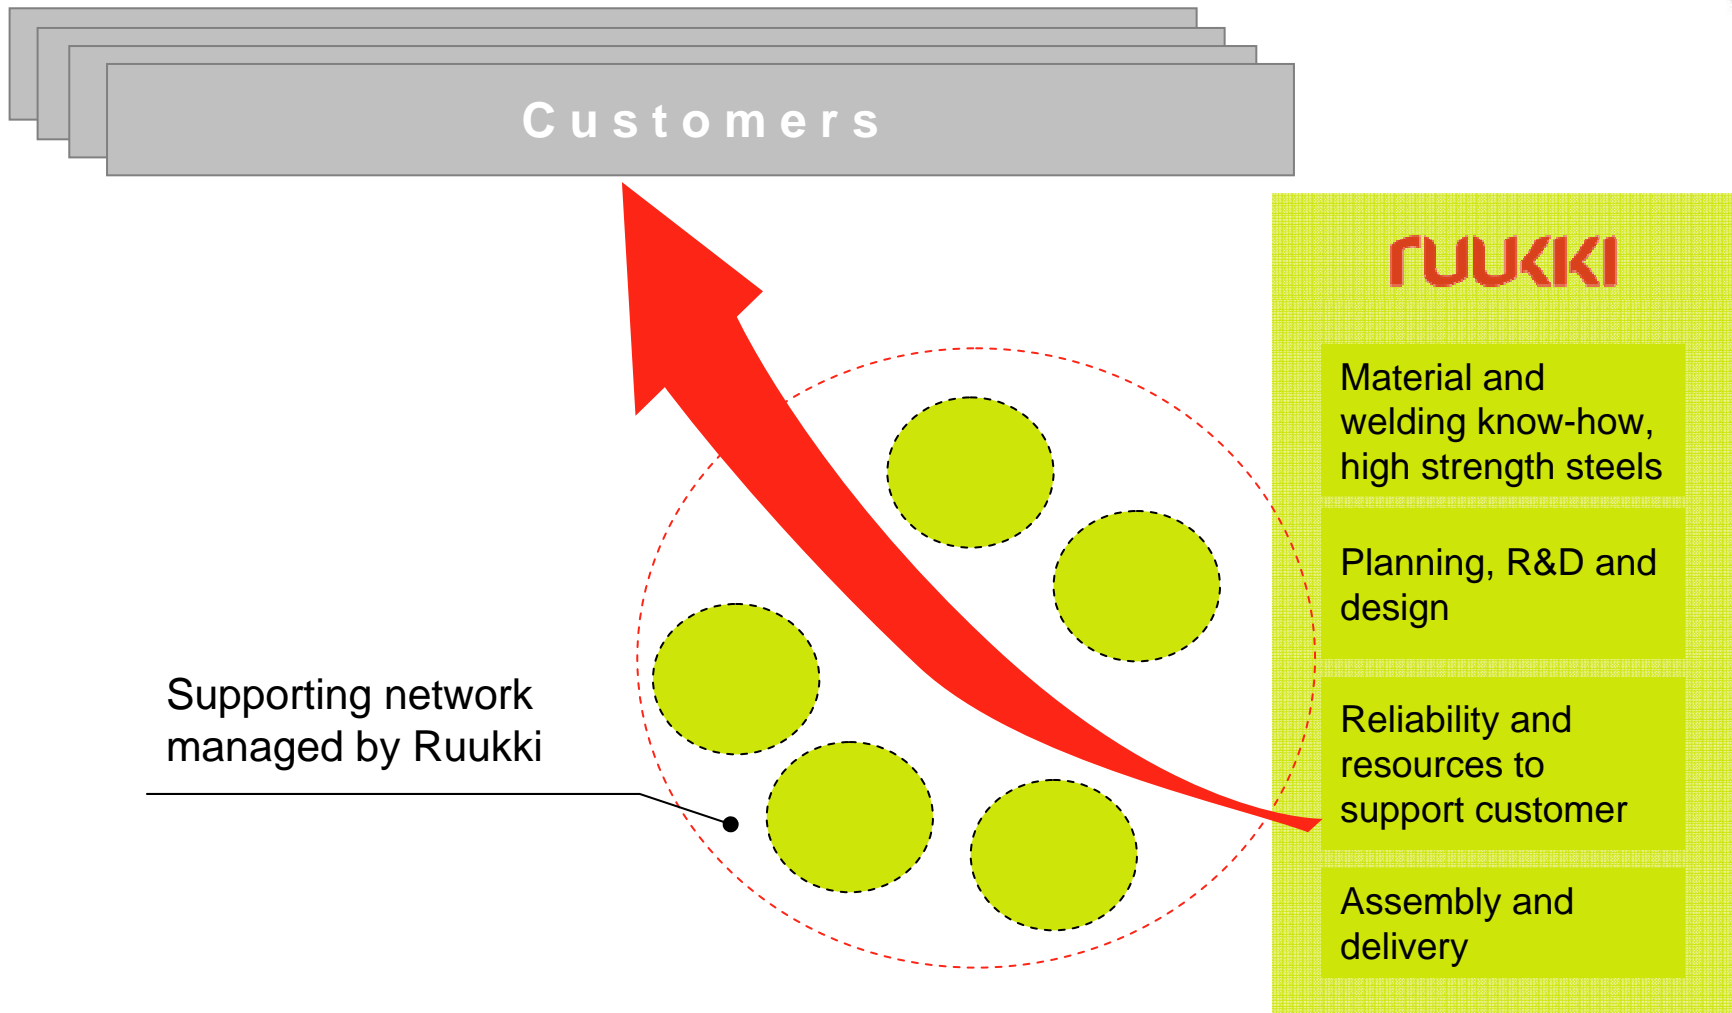 Customers
ruukki
Material and
welding know-how,
high strength steels
Planning, R&D and
design
Reliability and
resources to
support customer
Assembly and
delivery
Supporting network
managed by Ruukki